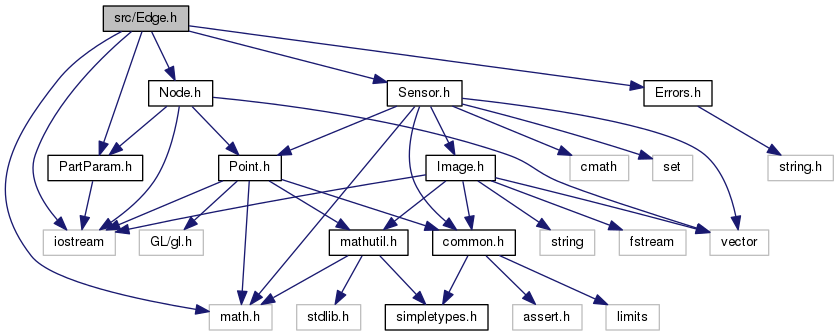 src/Edge.h
Node.h
Sensor.h
Errors.h
PartParam.h
Point.h
Image.h
cmath
set
string.h
iostream
GL/gl.h
mathutil.h
common.h
string
fstream
vector
math.h
stdlib.h
simpletypes.h
assert.h
limits